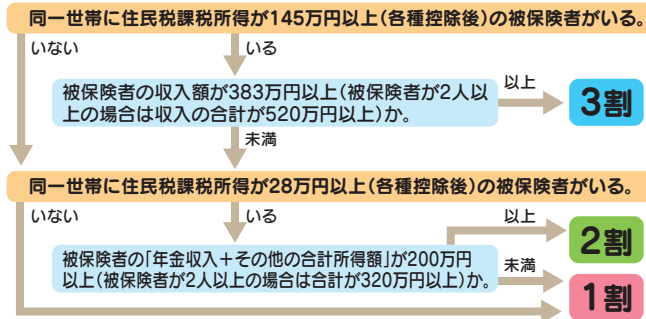 同一世帯に住民税課税所得が145万円以上(各種控除後)の被保険者がいる。
いない
いる
被保険者の収入額が383万円以上(被保険者が2人以
上の場合は収入の合計が520万円以上)か。
以上
3割
未満
同一世帯に住民税課税所得が28万円以上(各種控除後)の被保険者がいる。
いない
いる
以上
2割
被保険者の「年金収入+その他の合計所得額」が200万円
以上(被保険者が2人以上の場合は合計が320万円以上)か。
未満
1割